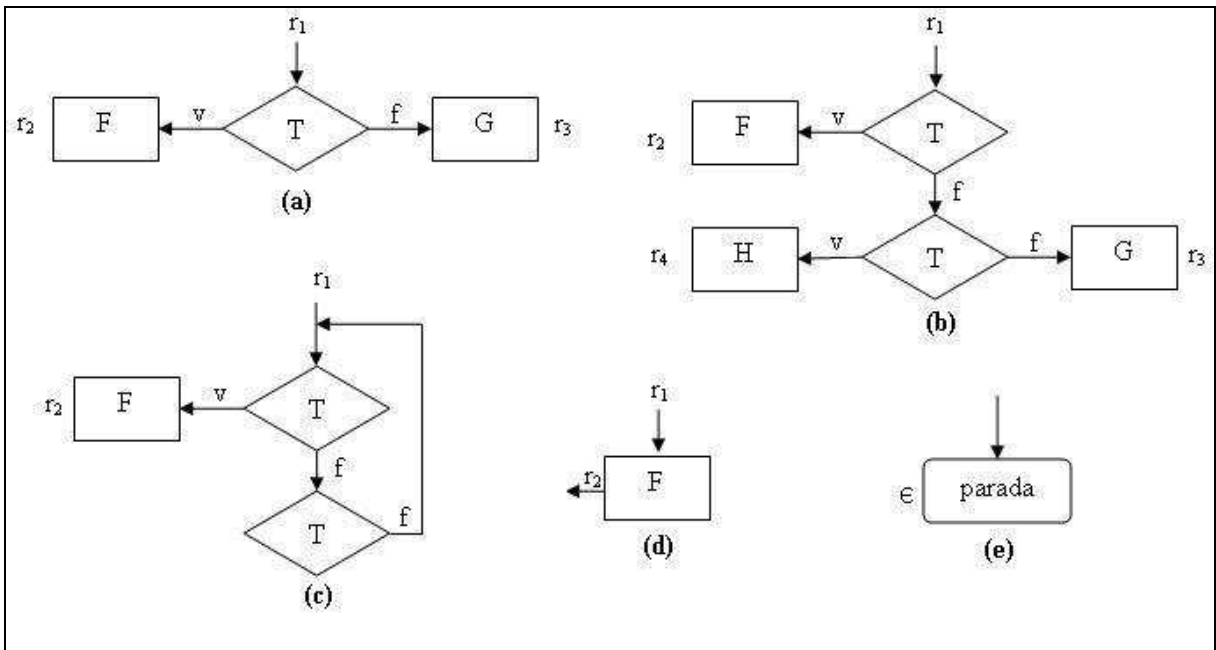 r₁
r₂ F v T f G r₃
(a)
r₁
r₂ F v T
f
r₄ H v T f G r₃
(b)
r₁
r₂ F v T
f
T f
(c)
r₁
r₂ F
(d)
є parada
(e)